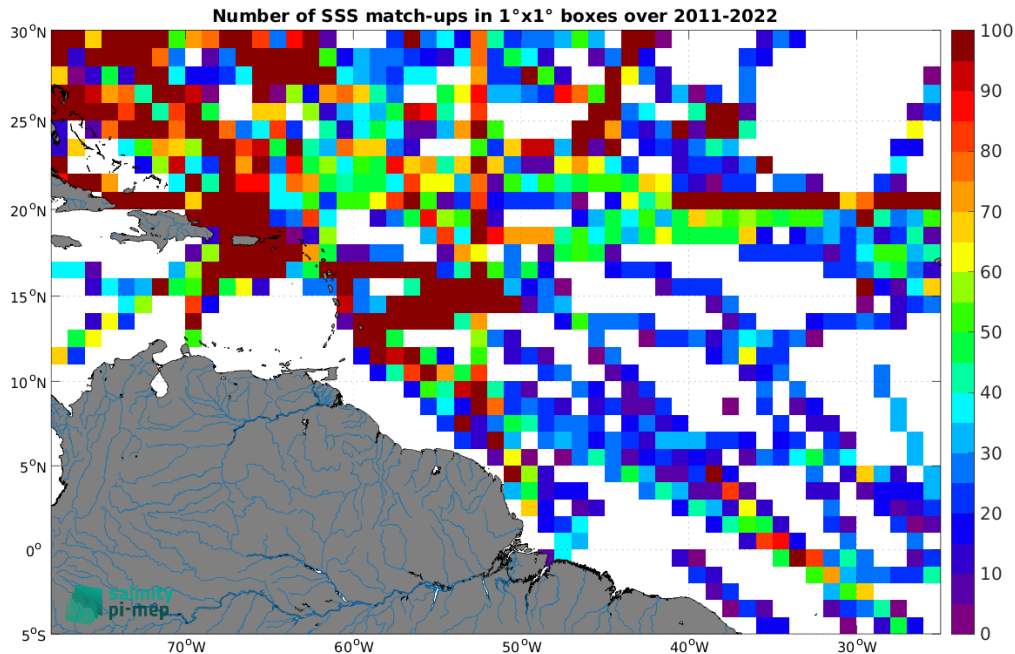 Number of SSS match-ups in 1°x1° boxes over 2011-2022
30°N
25°N
20°N
15°N
10°N
5°N
0°
5°S
70°W
60°W
50°W
40°W
30°W
100
90
80
70
60
50
40
30
20
10
0
salinity
pi-mep